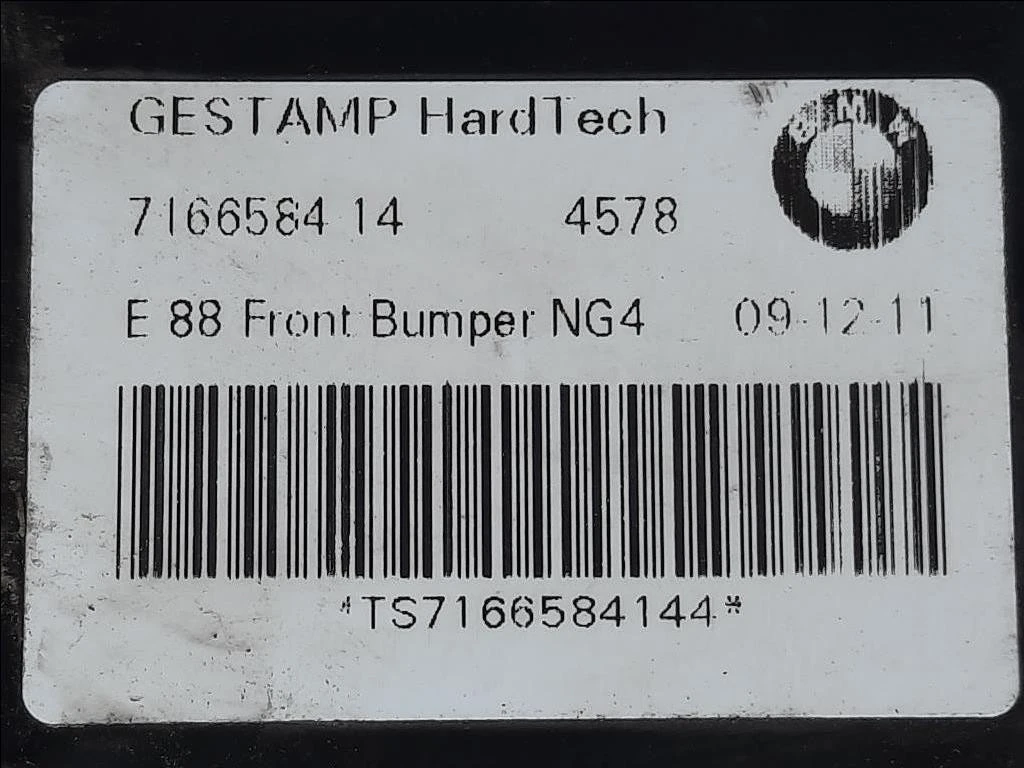 GESTAMP HardTech
7166584 14 4578
E 88 Front Bumper NG4 09-12-11
*TS7166584144*